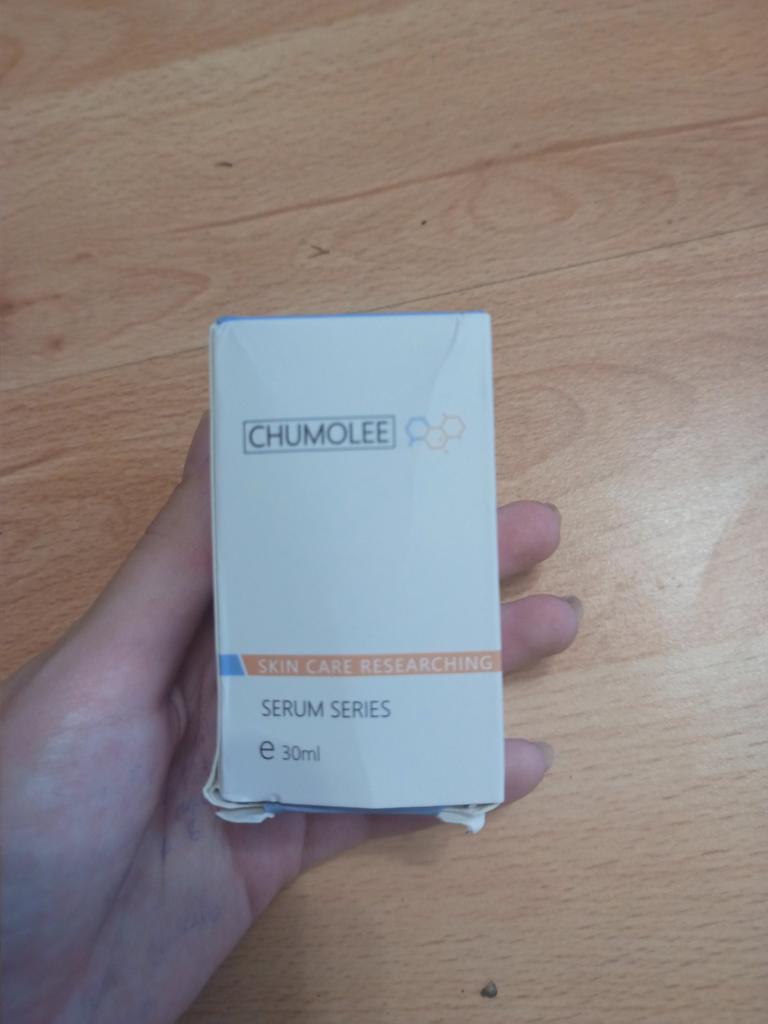 CHUMOLEE
SKIN CARE RESEARCHING
SERUM SERIES
e 30ml